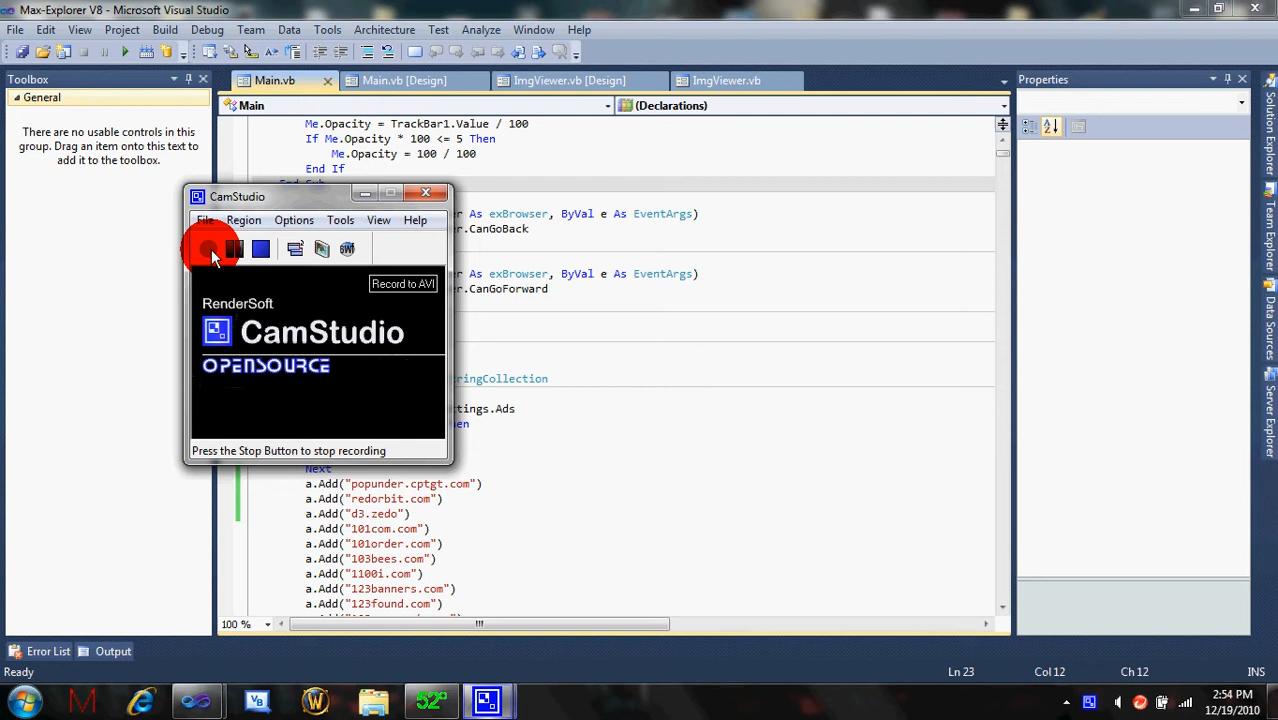 Max-Explorer V8 - Microsoft Visual Studio
File Edit View Project Build Debug Team Data Tools Architecture Test Analyze Window Help
Toolbox
General
There are no usable controls in this
group. Drag an item onto this text to
add it to the toolbox.
Main.vb
Main.vb [Design]
ImgViewer.vb [Design]
ImgViewer.vb
Main
(Declarations)
Me.Opacity = TrackBar1.Value / 100
If Me.Opacity * 100 <= 5 Then
Me.Opacity = 100 / 100
End If
End Sub
er As exBrowser, ByVal e As EventArgs)
r.CanGoBack
er As exBrowser, ByVal e As EventArgs)
r.CanGoForward
tringCollection
ttings.Ads
en
Next
a.Add("popunder.cptgt.com")
a.Add("redorbit.com")
a.Add("d3.zedo")
a.Add("101com.com")
a.Add("101order.com")
a.Add("103bees.com")
a.Add("1100i.com")
a.Add("123banners.com")
a.Add("123found.com")
100 %
CamStudio
File Region Options Tools View Help
Record to AVI
RenderSoft
CamStudio
OPENSOURCE
Press the Stop Button to stop recording
Properties
Solution Explorer
Team Explorer
Data Sources
Server Explorer
Error List
Output
Ready
Ln 23
Col 12
Ch 12
INS
52°
2:54 PM
12/19/2010